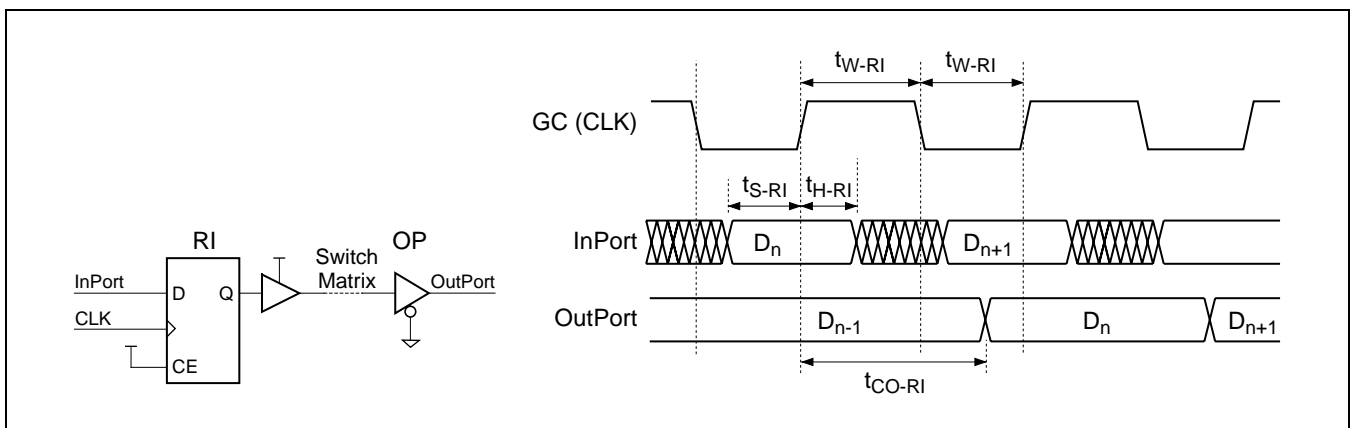 RI
OP
Switch
Matrix
InPort
OutPort
D
Q
CLK
CE
tW-RI
tW-RI
GC (CLK)
tS-RI
tH-RI
InPort
Dn
Dn+1
OutPort
Dn-1
Dn
Dn+1
tCO-RI